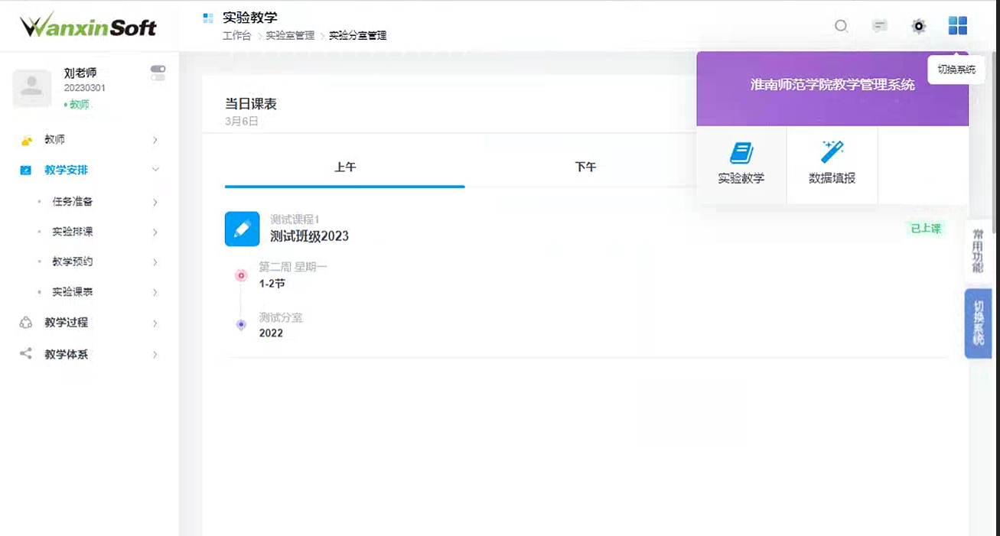 WanxinSoft
实验教学
工作台 > 实验室管理 > 实验分室管理
刘老师
20230301
教师
教师
教学安排
任务准备
实验排课
教学预约
实验课表
教学过程
教学体系
当日课表
3月6日
上午
下午
测试课程1
测试班级2023
已上课
第二周 星期一
1-2节
测试分室
2022
切换系统
淮南师范学院教学管理系统
实验教学
数据填报
常用功能
切换系统